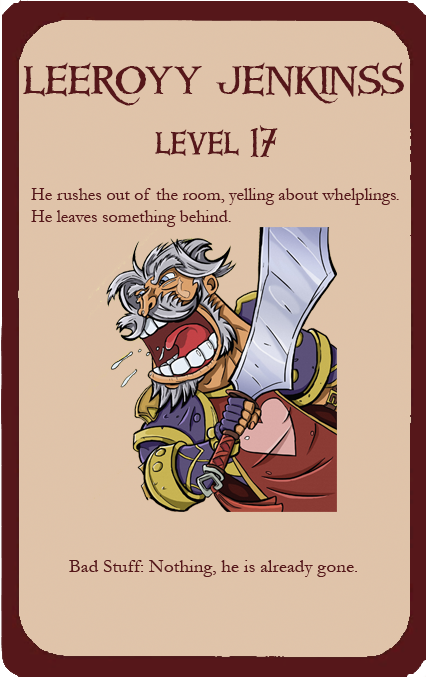 LEEROYY JENKINSS
LEVEL 17
He rushes out of the room, yelling about whelplings.
He leaves something behind.
Bad Stuff: Nothing, he is already gone.